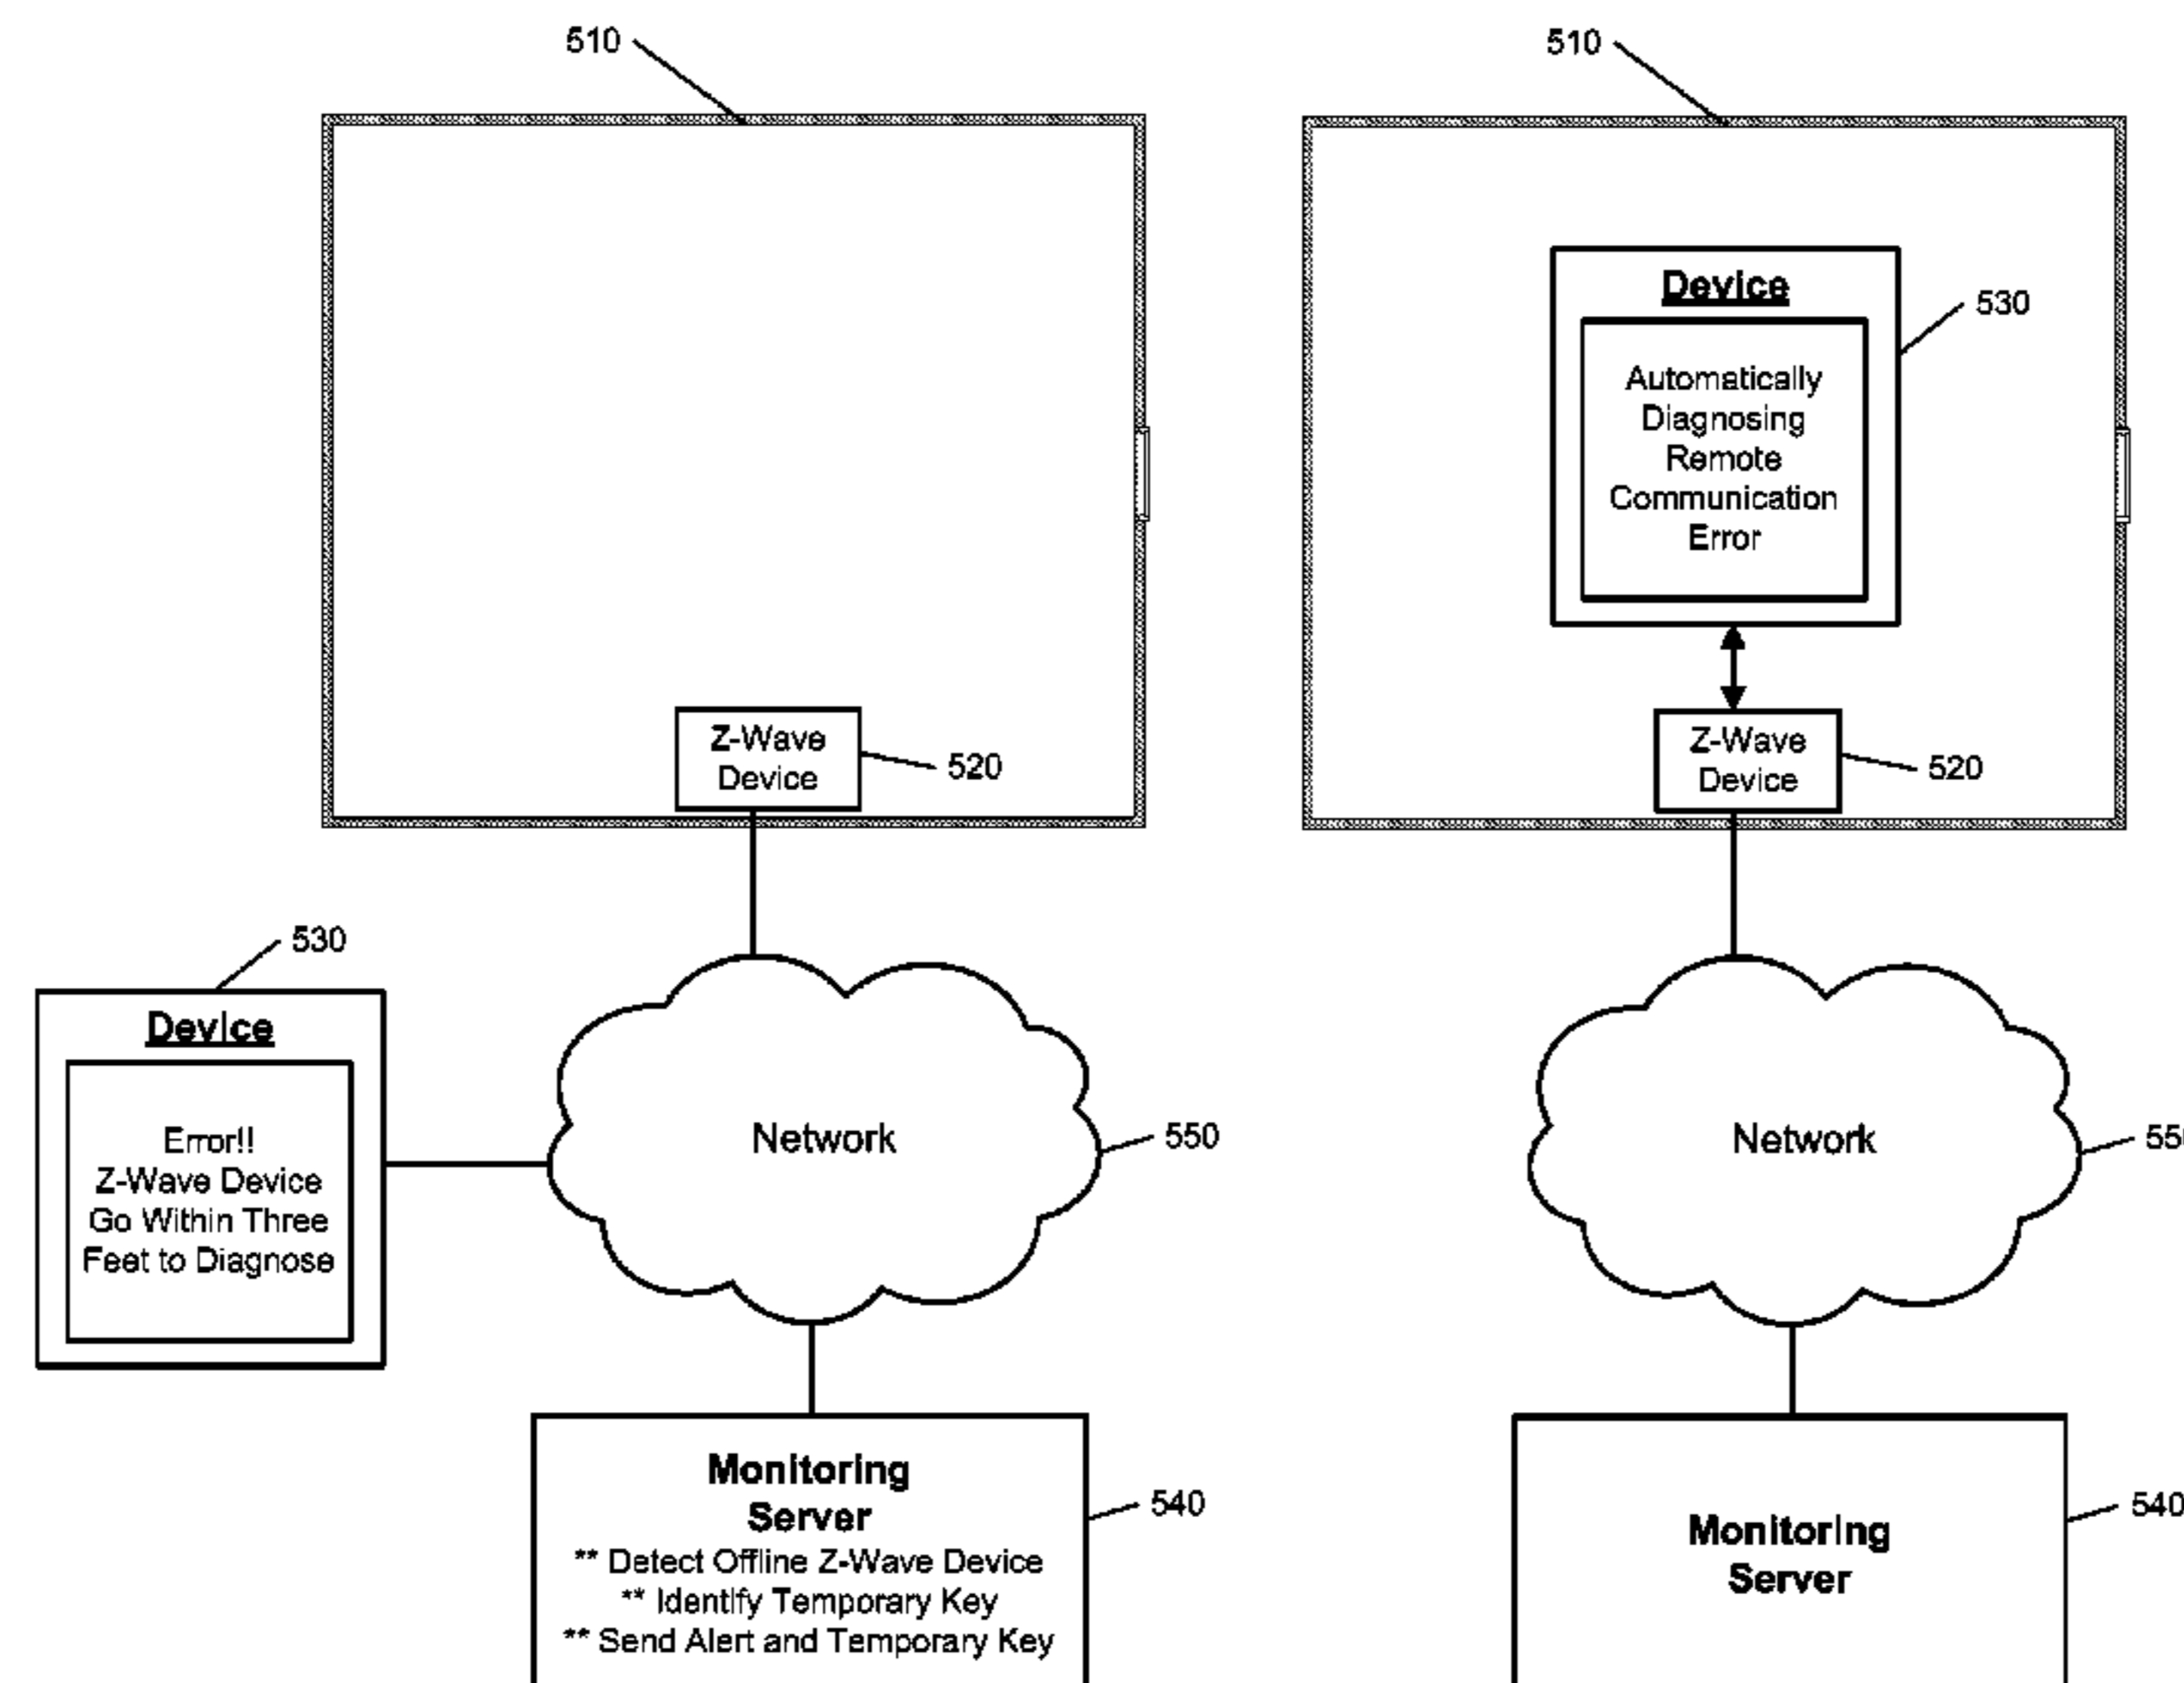 510
Z-Wave
Device
520
530
Device
Error!!
Z-Wave Device
Go Within Three
Feet to Diagnose
Network
550
Monitoring
Server
** Detect Offline Z-Wave Device
** Identify Temporary Key
** Send Alert and Temporary Key
540
510
Device
530
Automatically
Diagnosing
Remote
Communication
Error
Z-Wave
Device
520
Network
Monitoring
Server
540